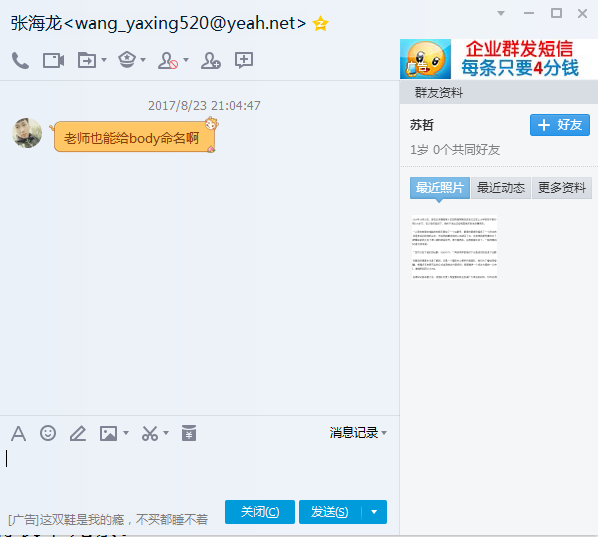 张海龙<wang_yaxing520@yeah.net>
企业群发短信
每条只要4分钱
2017/8/23 21:04:47
老师也能给body命名啊
群友资料
苏哲
+ 好友
1岁 0个共同好友
最近照片 最近动态 更多资料
消息记录
[广告]这双鞋是我的瘾，不买都睡不着
关闭(C) 发送(S)